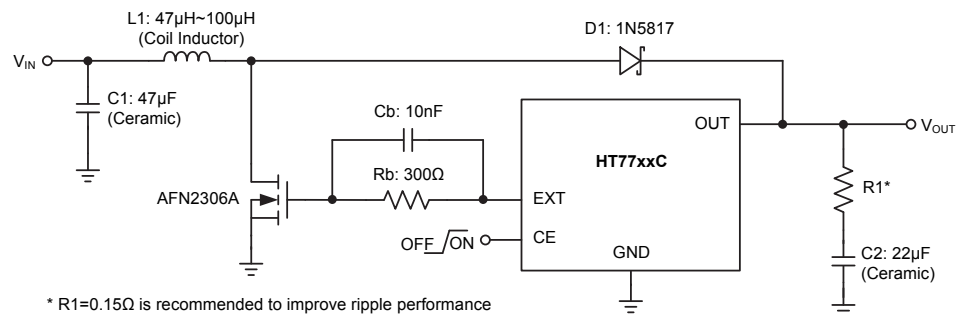 L1: 47µH~100µH
(Coil Inductor)
D1: 1N5817
VIN
C1: 47µF
(Ceramic)
Cb: 10nF
OUT
VOUT
HT77xxC
Rb: 300Ω
R1*
AFN2306A
EXT
OFF ON
CE
GND
C2: 22µF
(Ceramic)
* R1=0.15Ω is recommended to improve ripple performance